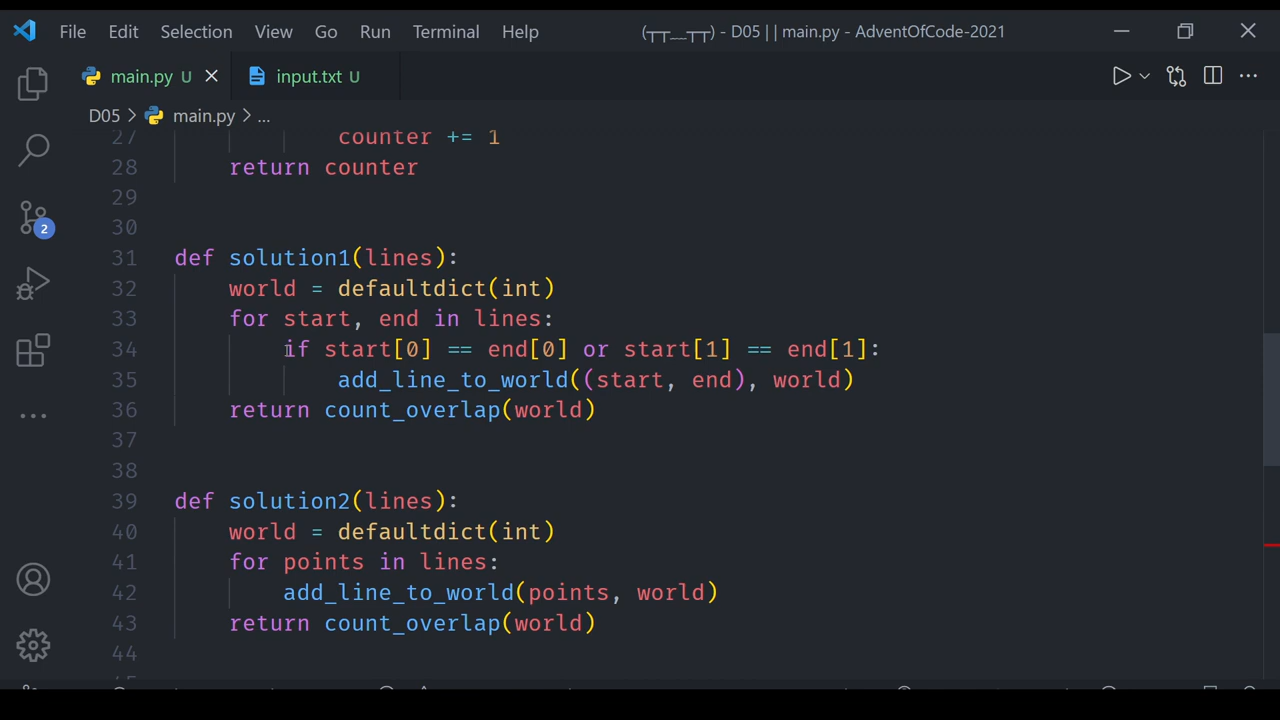 File Edit Selection View Go Run Terminal Help (┬┬﹏┬┬) - D05 | | main.py - AdventOfCode-2021
main.py U input.txt U
D05 > main.py > ...
27 counter += 1
28 return counter
29
30
31 def solution1(lines):
32 world = defaultdict(int)
33 for start, end in lines:
34 if start[0] == end[0] or start[1] == end[1]:
35 add_line_to_world((start, end), world)
36 return count_overlap(world)
37
38
39 def solution2(lines):
40 world = defaultdict(int)
41 for points in lines:
42 add_line_to_world(points, world)
43 return count_overlap(world)
44
2